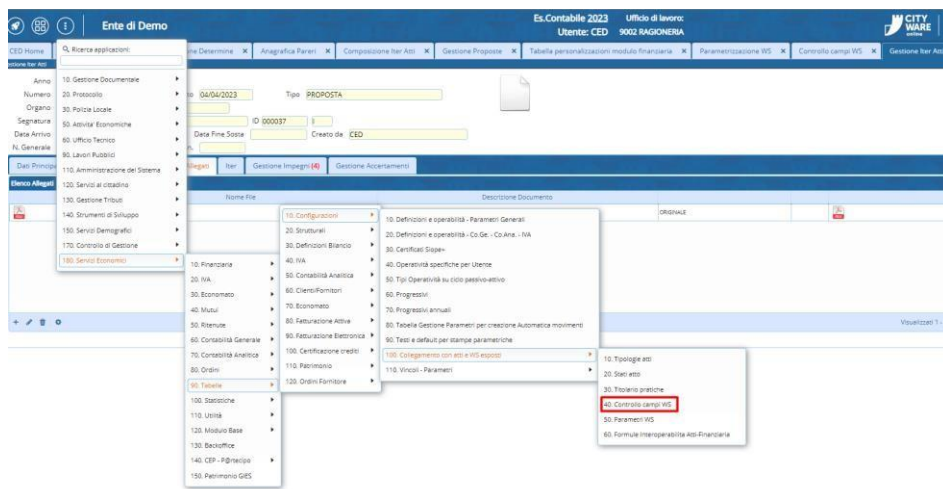 Ente di Demo
Es.Contabile 2023 Ufficio di lavoro:
Utente: CED 9002 RAGIONERIA
CITY
WARE
online
CED Home
Ricerca applicazioni:
ne Determine
Anagrafica Pareri
Composizione Iter Atti
Gestione Proposte
Tabella personalizzazioni modulo finanziaria
Parametrizzazione WS
Controllo campi WS
Gestione Iter Atti
estione Iter Atti
Anno
Numero
no 04/04/2023
Tipo PROPOSTA
Organo
Segnatura
ID 000037
Data Arrivo
Data Fine Soste
Creato da CED
N. Generale
n.
Dati Principa
Allegati
Iter
Gestione Impegni (4)
Gestione Accertamenti
Elenco Allegati
Nome File
Descrizione Documento
ORIGINALE
Visualizzati 1 -
10. Gestione Documentale
20. Protocollo
30. Polizia Locale
50. Attivita' Economiche
60. Ufficio Tecnico
90. Lavori Pubblici
110. Amministrazione del Sistema
120. Servizi al cittadino
130. Gestione Tributi
140. Strumenti di Sviluppo
150. Servizi Demografici
170. Controllo di Gestione
180. Servizi Economici
10. Finanziaria
20. IVA
30. Economato
40. Mutui
50. Ritenute
60. Contabilità Generale
70. Contabilità Analitica
80. Ordini
90. Tabelle
100. Statistiche
110. Utilità
120. Modulo Base
130. Backoffice
140. CEP - P@rtecipo
150. Patrimonio GIES
10. Configurazioni
20. Strutturali
30. Definizioni Bilancio
40. IVA
50. Contabilità Analitica
60. Clienti/Fornitori
70. Economato
80. Fatturazione Attiva
90. Fatturazione Elettronica
100. Certificazione crediti
110. Patrimonio
120. Ordini Fornitore
10. Definizioni e operabilità - Parametri Generali
20. Definizioni e operabilità - Co.Ge. - Co.Ana. - IVA
30. Certificati Siope+
40. Operatività specifiche per Utente
50. Tipi Operatività su ciclo passivo-attivo
60. Progressivi
70. Progressivi annuali
80. Tabella Gestione Parametri per creazione Automatica movimenti
90. Testi e default per stampe parametriche
100. Collegamento con atti e WS esposti
110. Vincoli - Parametri
10. Tipologie atti
20. Stati atto
30. Titolario pratiche
40. Controllo campi WS
50. Parametri WS
60. Formule Interoperabilita Atti-Finanziaria